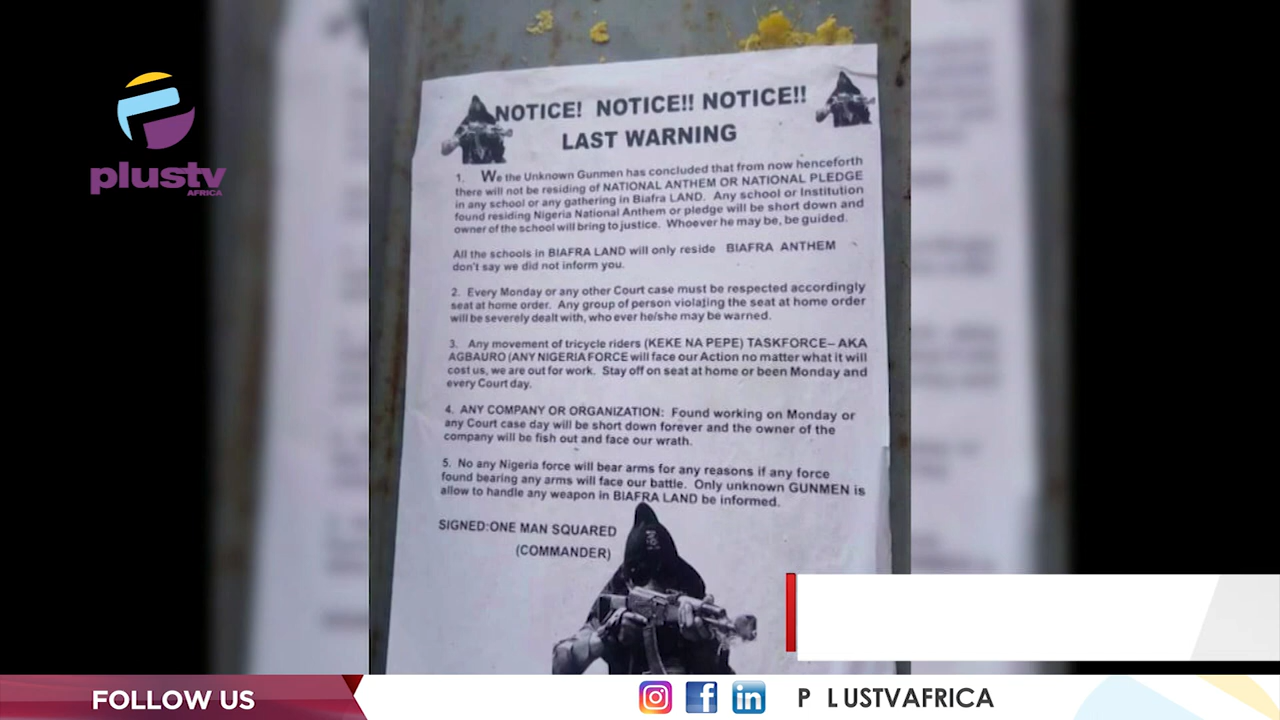 plustv
AFRICA
NOTICE! NOTICE!! NOTICE!!
LAST WARNING
1. We the Unknown Gunmen has concluded that from now henceforth
there will not be residing of NATIONAL ANTHEM OR NATIONAL PLEDGE
in any school or any gathering in Biafra LAND. Any school or Institution
found residing Nigeria National Anthem or pledge will be short down and
owner of the school will bring to justice. Whoever he may be, be guided.
All the schools in BIAFRA LAND will only reside BIAFRA ANTHEM
don't say we did not inform you.
2. Every Monday or any other Court case must be respected accordingly
seat at home order. Any group of person violating the seat at home order
will be severely dealt with, who ever he/she may be warned.
3. Any movement of tricycle riders (KEKE NA PEPE) TASKFORCE– AKA
AGBAURO (ANY NIGERIA FORCE will face our Action no matter what it will
cost us, we are out for work. Stay off on seat at home or been Monday and
every Court day.
4. ANY COMPANY OR ORGANIZATION: Found working on Monday or
any Court case day will be short down forever and the owner of the
company will be fish out and face our wrath.
5. No any Nigeria force will bear arms for any reasons if any force
found bearing any arms will face our battle. Only unknown GUNMEN is
allow to handle any weapon in BIAFRA LAND be informed.
SIGNED:ONE MAN SQUARED
(COMMANDER)
FOLLOW US
P LUSTVAFRICA